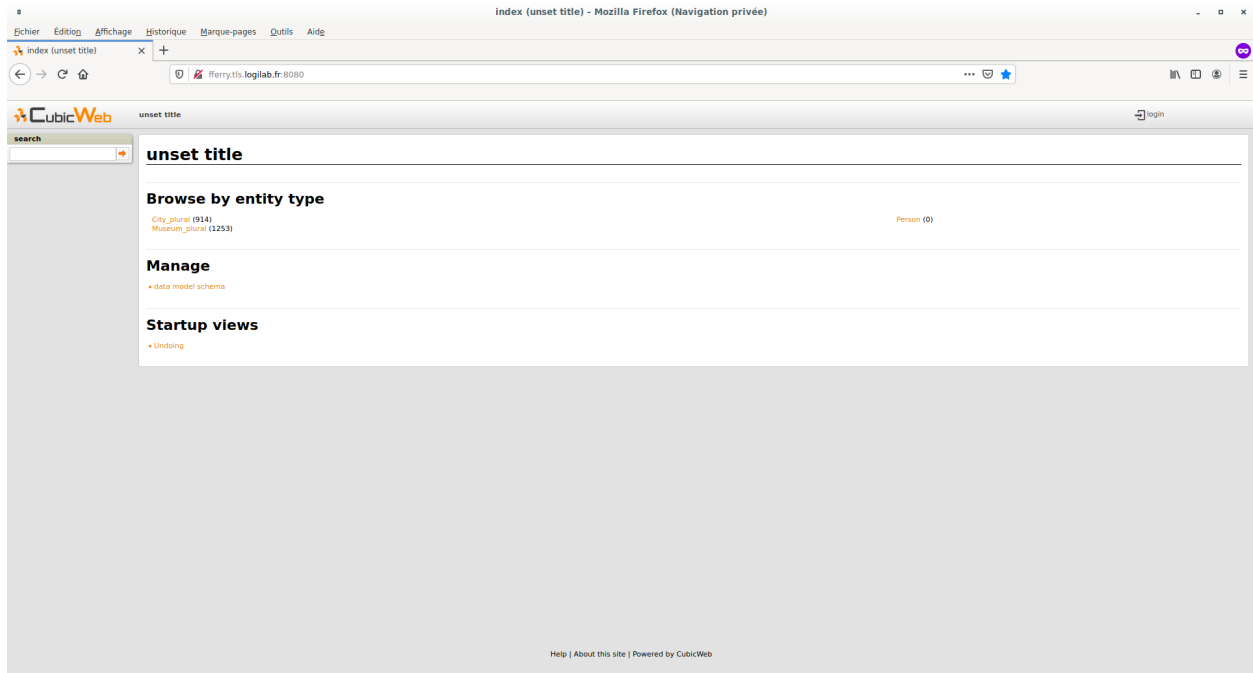 index (unset title) - Mozilla Firefox (Navigation privée)
Fichier Édition Affichage Historique Marque-pages Outils Aide
index (unset title)
fferry.tls.logilab.fr:8080
CubicWeb unset title login
search
unset title
Browse by entity type
City_plural (914) Person (0)
Museum_plural (1253)
Manage
data model schema
Startup views
Undoing
Help | About this site | Powered by CubicWeb